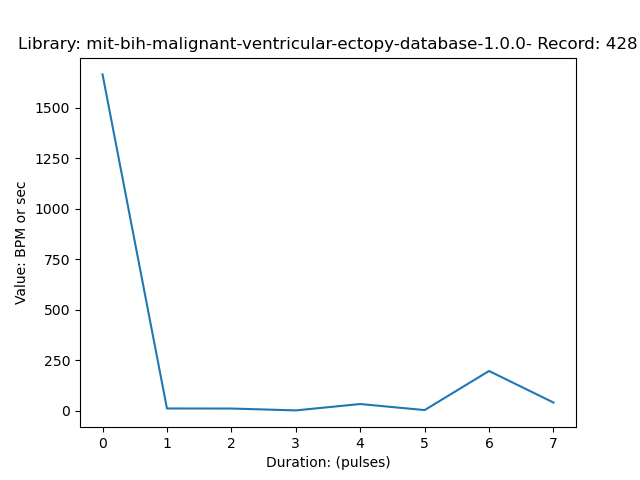 Library: mit-bih-malignant-ventricular-ectopy-database-1.0.0- Record: 428
1500
1250
1000
750
500
250
0
Value: BPM or sec
0 1 2 3 4 5 6 7
Duration: (pulses)